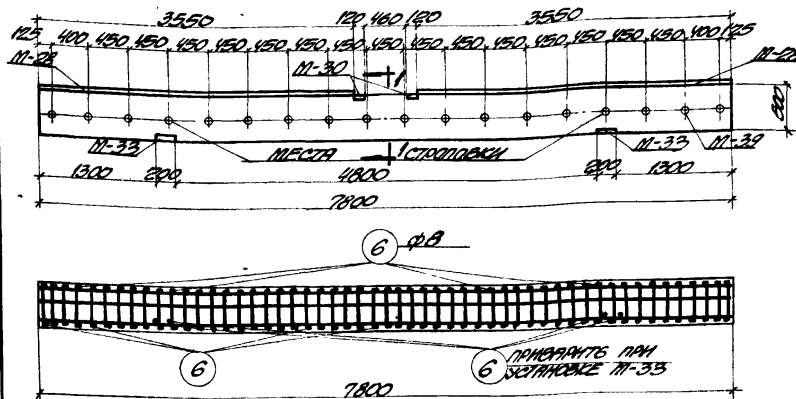 3550 120 460 120 3550
125 400 450 450 450 450 450 450 450 450 450 450 450 450 450 450 400 125
М-28 М-30 1 М-28
800
М-33 МЕСТА 1 СТРОПОВКИ М-33 М-39
1300 200 4800 200 1300
7800
6 ф8
6 6 ПРИВАРИТЬ ПРИ
УСТАНОВКЕ М-33
7800